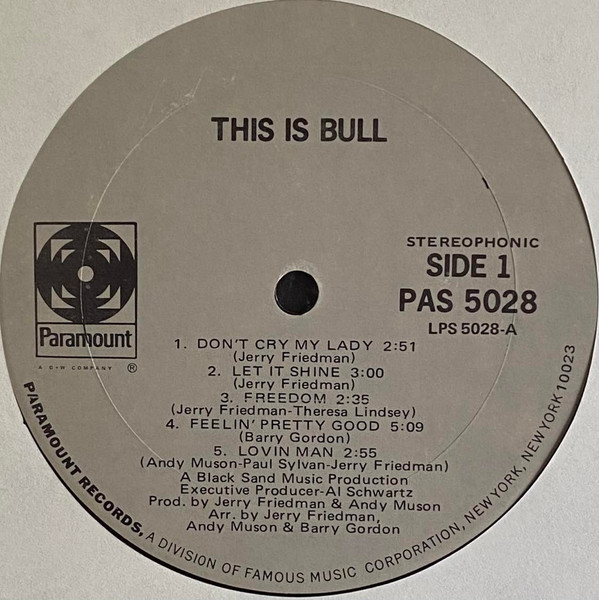 THIS IS BULL
STEREOPHONIC
SIDE 1
PAS 5028
LPS 5028-A
Paramount
A G+W COMPANY ®
1. DON'T CRY MY LADY 2:51
(Jerry Friedman)
2. LET IT SHINE 3:00
(Jerry Friedman)
3. FREEDOM 2:35
(Jerry Friedman-Theresa Lindsey)
4. FEELIN' PRETTY GOOD 5:09
(Barry Gordon)
5. LOVIN MAN 2:55
(Andy Muson-Paul Sylvan-Jerry Friedman)
A Black Sand Music Production
Executive Producer-Al Schwartz
Prod. by Jerry Friedman & Andy Muson
Arr. by Jerry Friedman,
Andy Muson & Barry Gordon
PARAMOUNT RECORDS, A DIVISION OF FAMOUS MUSIC CORPORATION, NEW YORK, NEW YORK 10023